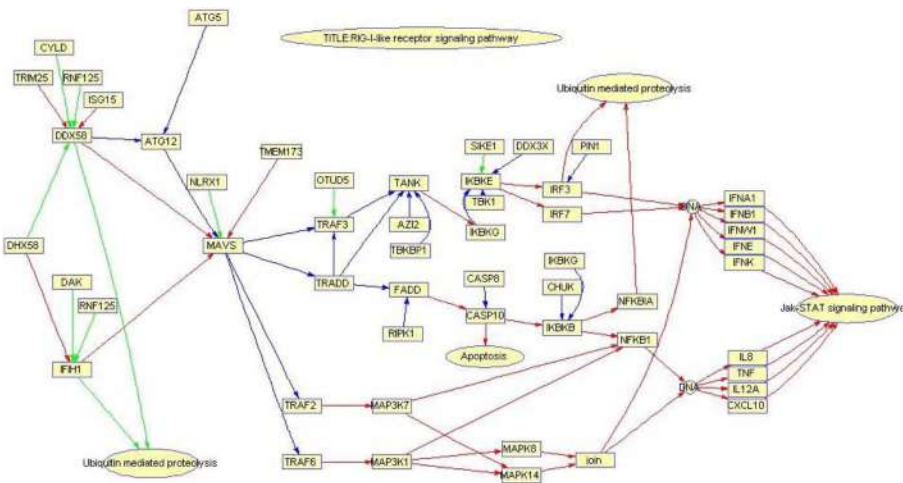 ATG5
TITLE:RIG-I-like receptor signaling pathway
CYLD
TRIM25
RNF125
ISG15
Ubiquitin mediated proteolysis
DDX58
ATG12
SIKE1
DDX3X
PIN1
TMEM173
NLRX1
OTUD5
TANK
IKBKE
IRF3
TBK1
IFNA1
DNA
IFNB1
IRF7
TRAF3
AZI2
IKBKG
IFNW1
DHX58
MAVS
TBKBP1
IFNE
IFNK
DAK
TRADD
FADD
CASP8
IKBKG
CHUK
NFKBIA
RNF125
CASP10
IKBKB
Jak-STAT signaling pathway
RIPK1
NFKB1
IFIH1
Apoptosis
IL8
TNF
DNA
IL12A
CXCL10
TRAF2
MAP3K7
MAPK8
Ubiquitin mediated proteolysis
TRAF6
MAP3K1
join
MAPK14